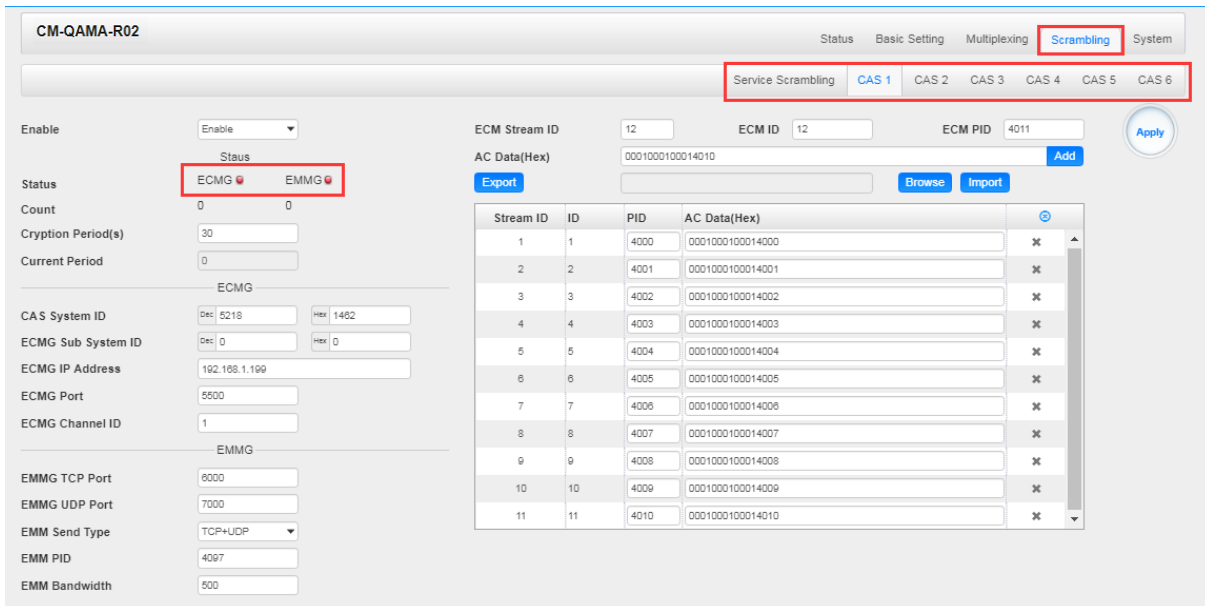 CM-QAMA-R02
Status Basic Setting Multiplexing Scrambling System
Service Scrambling CAS 1 CAS 2 CAS 3 CAS 4 CAS 5 CAS 6
Enable Enable
Staus
Status ECMG EMMG
Count 0 0
Cryption Period(s) 30
Current Period 0
ECMG
CAS System ID Dec 5218 Hex 1462
ECMG Sub System ID Dec 0 Hex 0
ECMG IP Address 192.168.1.199
ECMG Port 5500
ECMG Channel ID 1
EMMG
EMMG TCP Port 6000
EMMG UDP Port 7000
EMM Send Type TCP+UDP
EMM PID 4097
EMM Bandwidth 500
ECM Stream ID 12 ECM ID 12 ECM PID 4011 Apply
AC Data(Hex) 0001000100014010 Add
Export Browse Import
Stream ID ID PID AC Data(Hex)
1 1 4000 0001000100014000
2 2 4001 0001000100014001
3 3 4002 0001000100014002
4 4 4003 0001000100014003
5 5 4004 0001000100014004
6 6 4005 0001000100014005
7 7 4006 0001000100014006
8 8 4007 0001000100014007
9 9 4008 0001000100014008
10 10 4009 0001000100014009
11 11 4010 0001000100014010